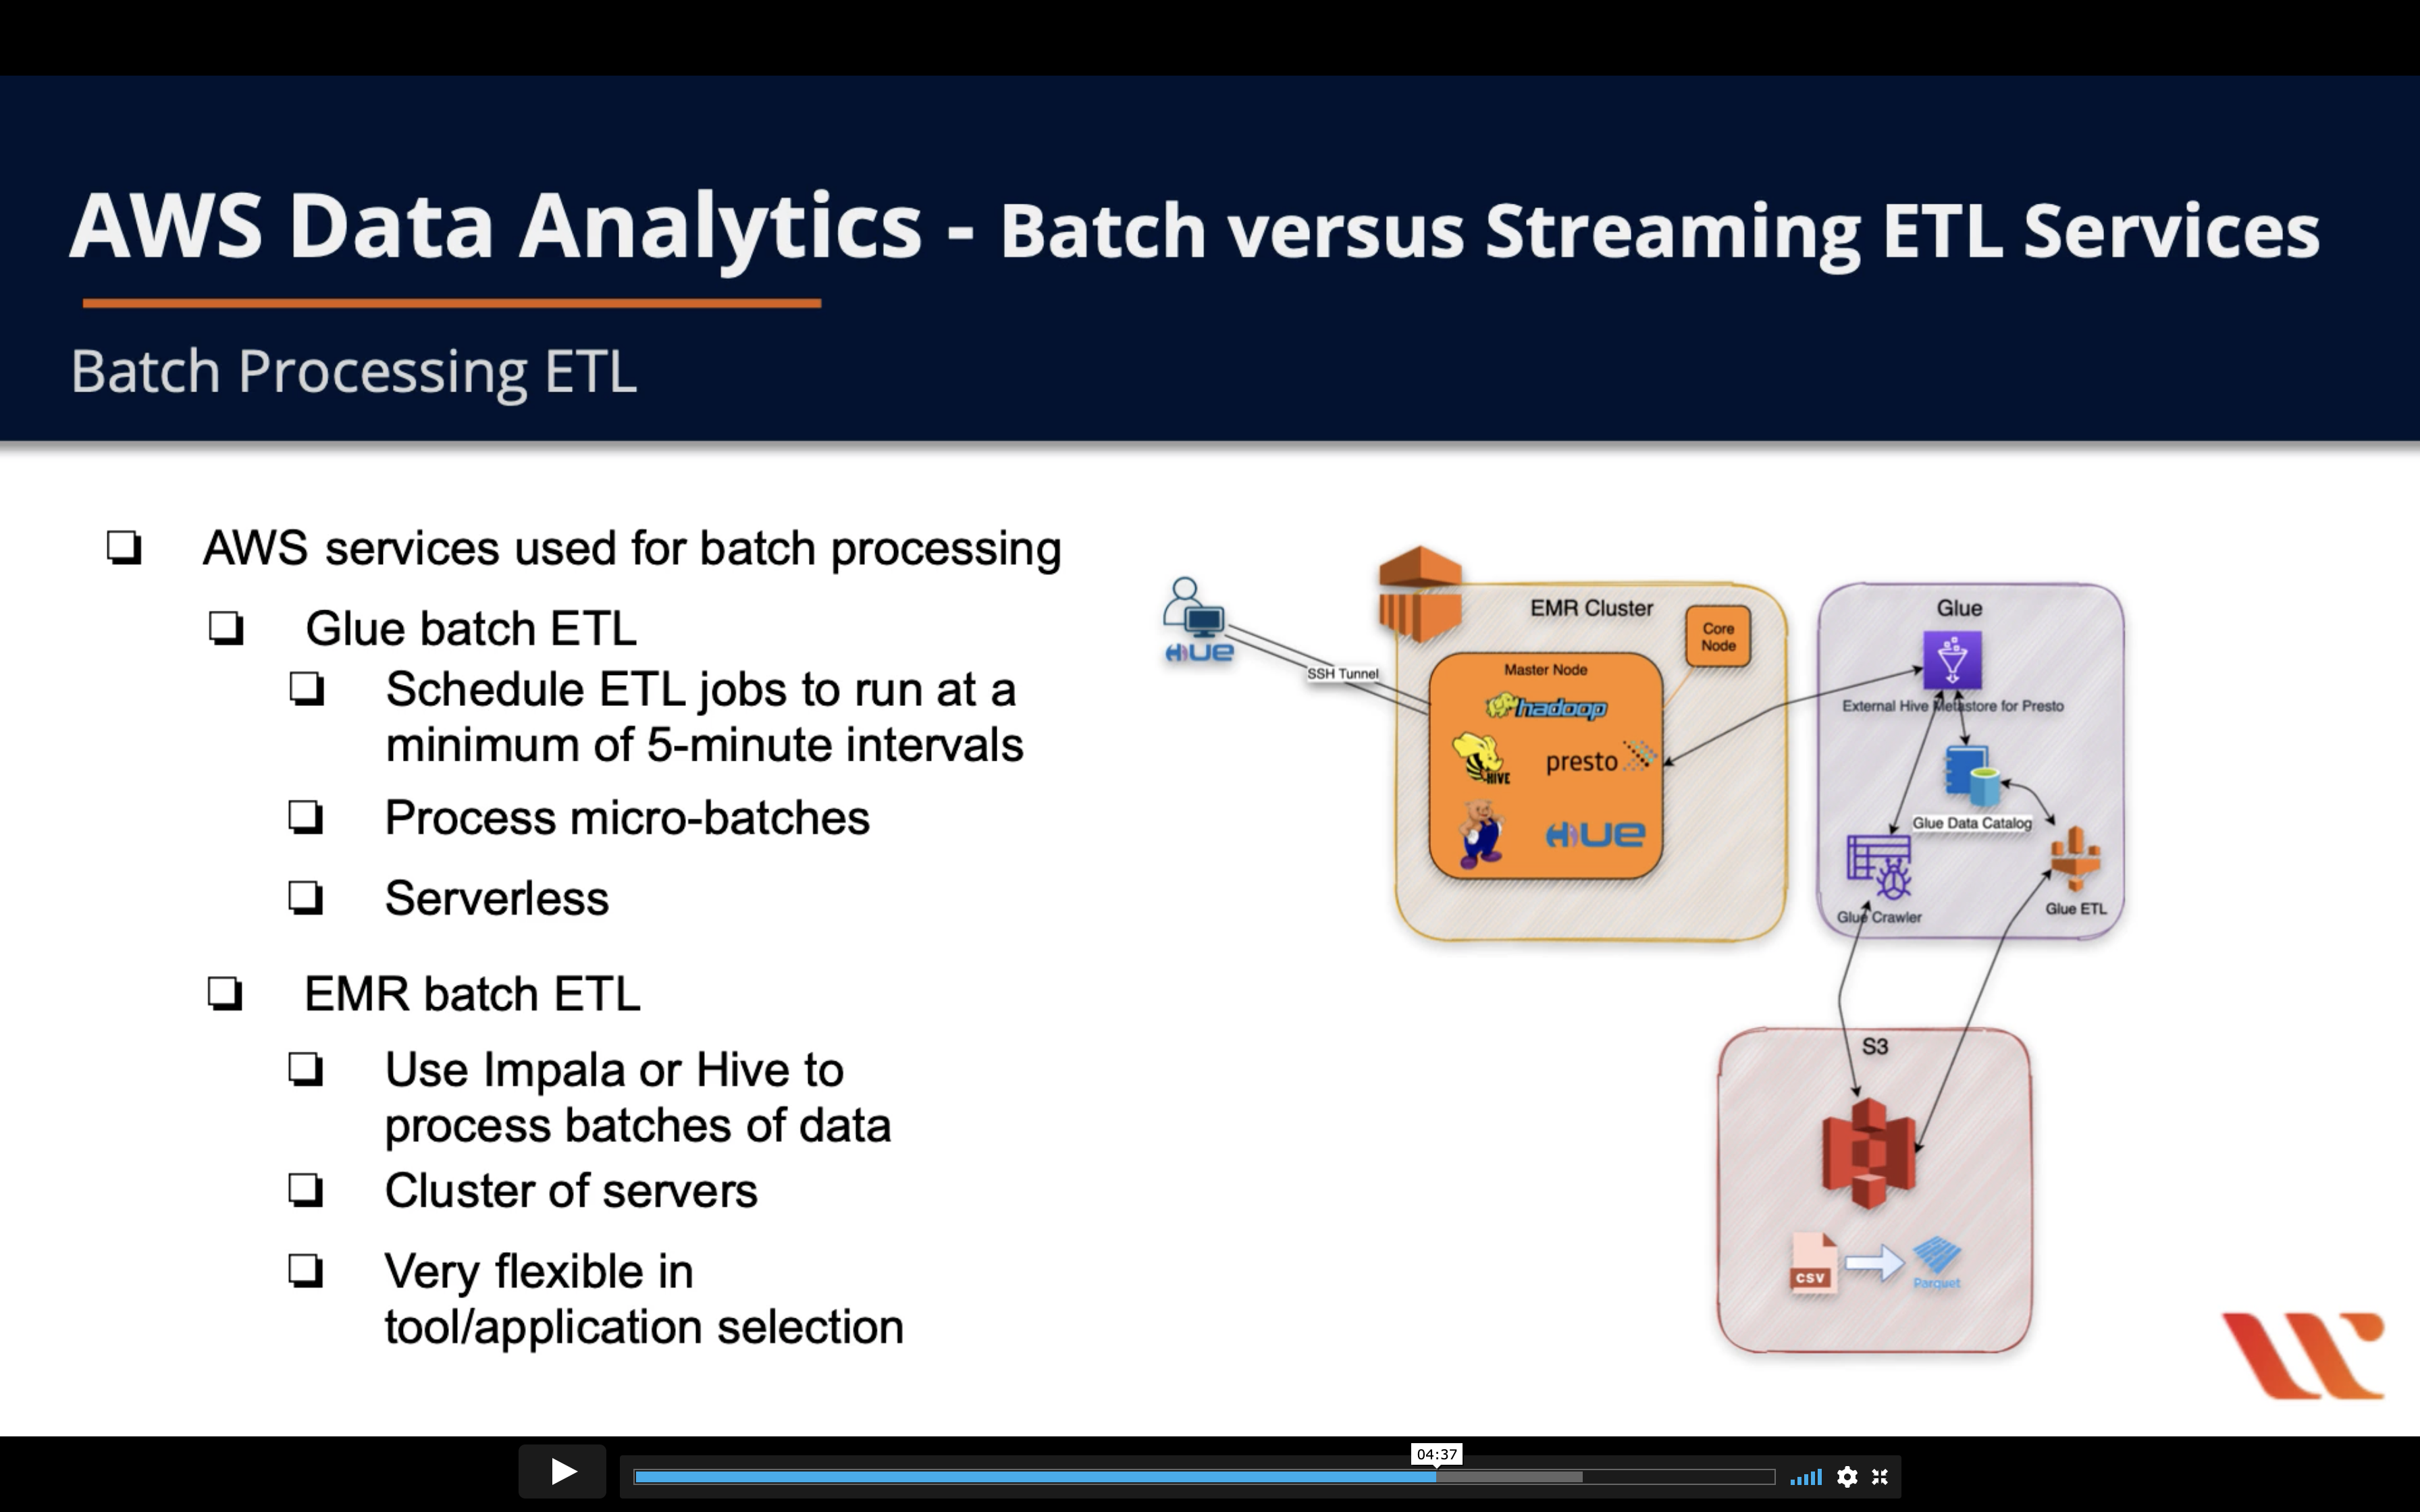 AWS Data Analytics - Batch versus Streaming ETL Services
Batch Processing ETL
AWS services used for batch processing
Glue batch ETL
Schedule ETL jobs to run at a
minimum of 5-minute intervals
Process micro-batches
Serverless
EMR batch ETL
Use Impala or Hive to
process batches of data
Cluster of servers
Very flexible in
tool/application selection
HUE
SSH Tunnel
EMR Cluster
Core
Node
Master Node
hadoop
HIVE
presto
HUE
Glue
External Hive Metastore for Presto
Glue Data Catalog
Glue Crawler
Glue ETL
S3
CSV
Parquet
04:37